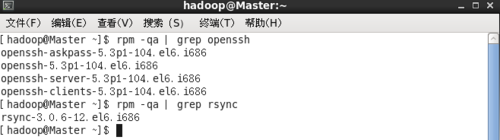 hadoop@Master:~
文件(F) 编辑(E) 查看(V) 搜索 (S) 终端(T) 帮助(H)
[hadoop@Master ~]$ rpm -qa | grep openssh
openssh-askpass-5.3p1-104.el6.i686
openssh-5.3p1-104.el6.i686
openssh-server-5.3p1-104.el6.i686
openssh-clients-5.3p1-104.el6.i686
[hadoop@Master ~]$ rpm -qa | grep rsync
rsync-3.0.6-12.el6.i686
[hadoop@Master ~]$